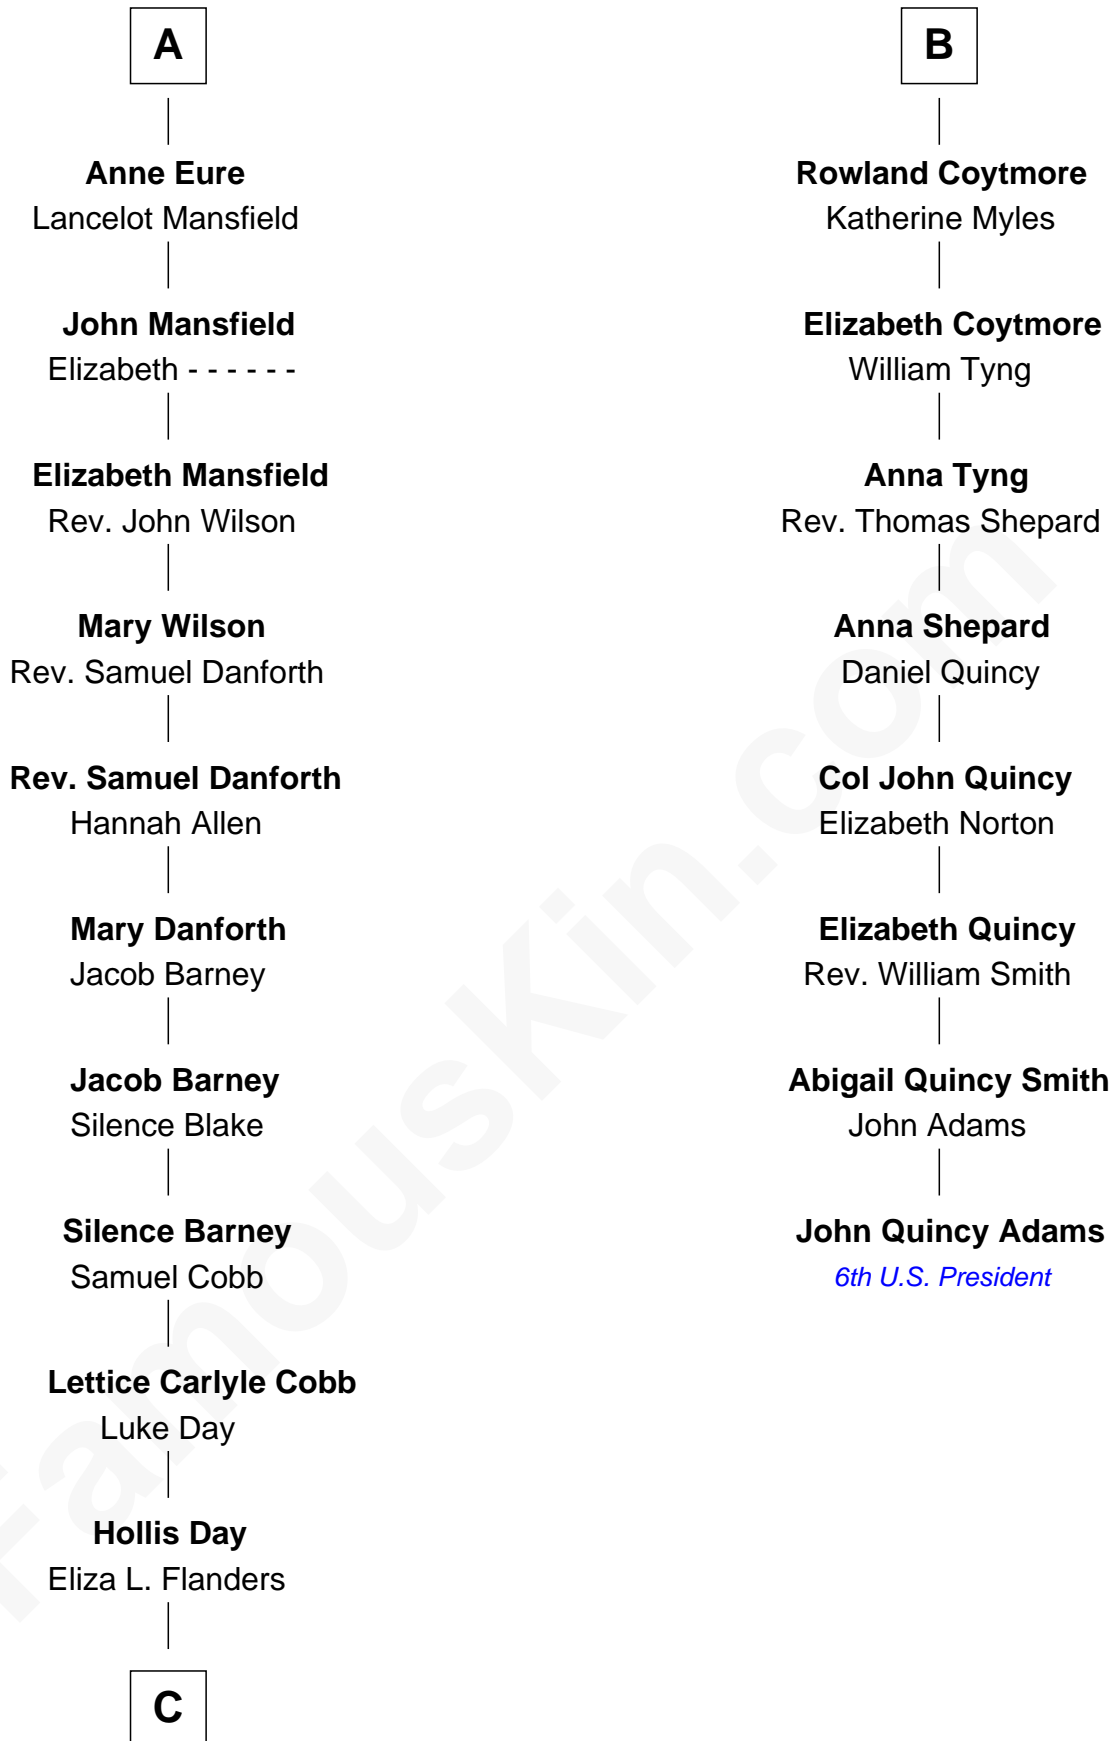 A
Anne Eure
Lancelot Mansfield
John Mansfield
Elizabeth - - - - - -
Elizabeth Mansfield
Rev. John Wilson
Mary Wilson
Rev. Samuel Danforth
Rev. Samuel Danforth
Hannah Allen
Mary Danforth
Jacob Barney
Jacob Barney
Silence Blake
Silence Barney
Samuel Cobb
Lettice Carlyle Cobb
Luke Day
Hollis Day
Eliza L. Flanders
C
B
Rowland Coytmore
Katherine Myles
Elizabeth Coytmore
William Tyng
Anna Tyng
Rev. Thomas Shepard
Anna Shepard
Daniel Quincy
Col John Quincy
Elizabeth Norton
Elizabeth Quincy
Rev. William Smith
Abigail Quincy Smith
John Adams
John Quincy Adams
6th U.S. President
FamousKin.com